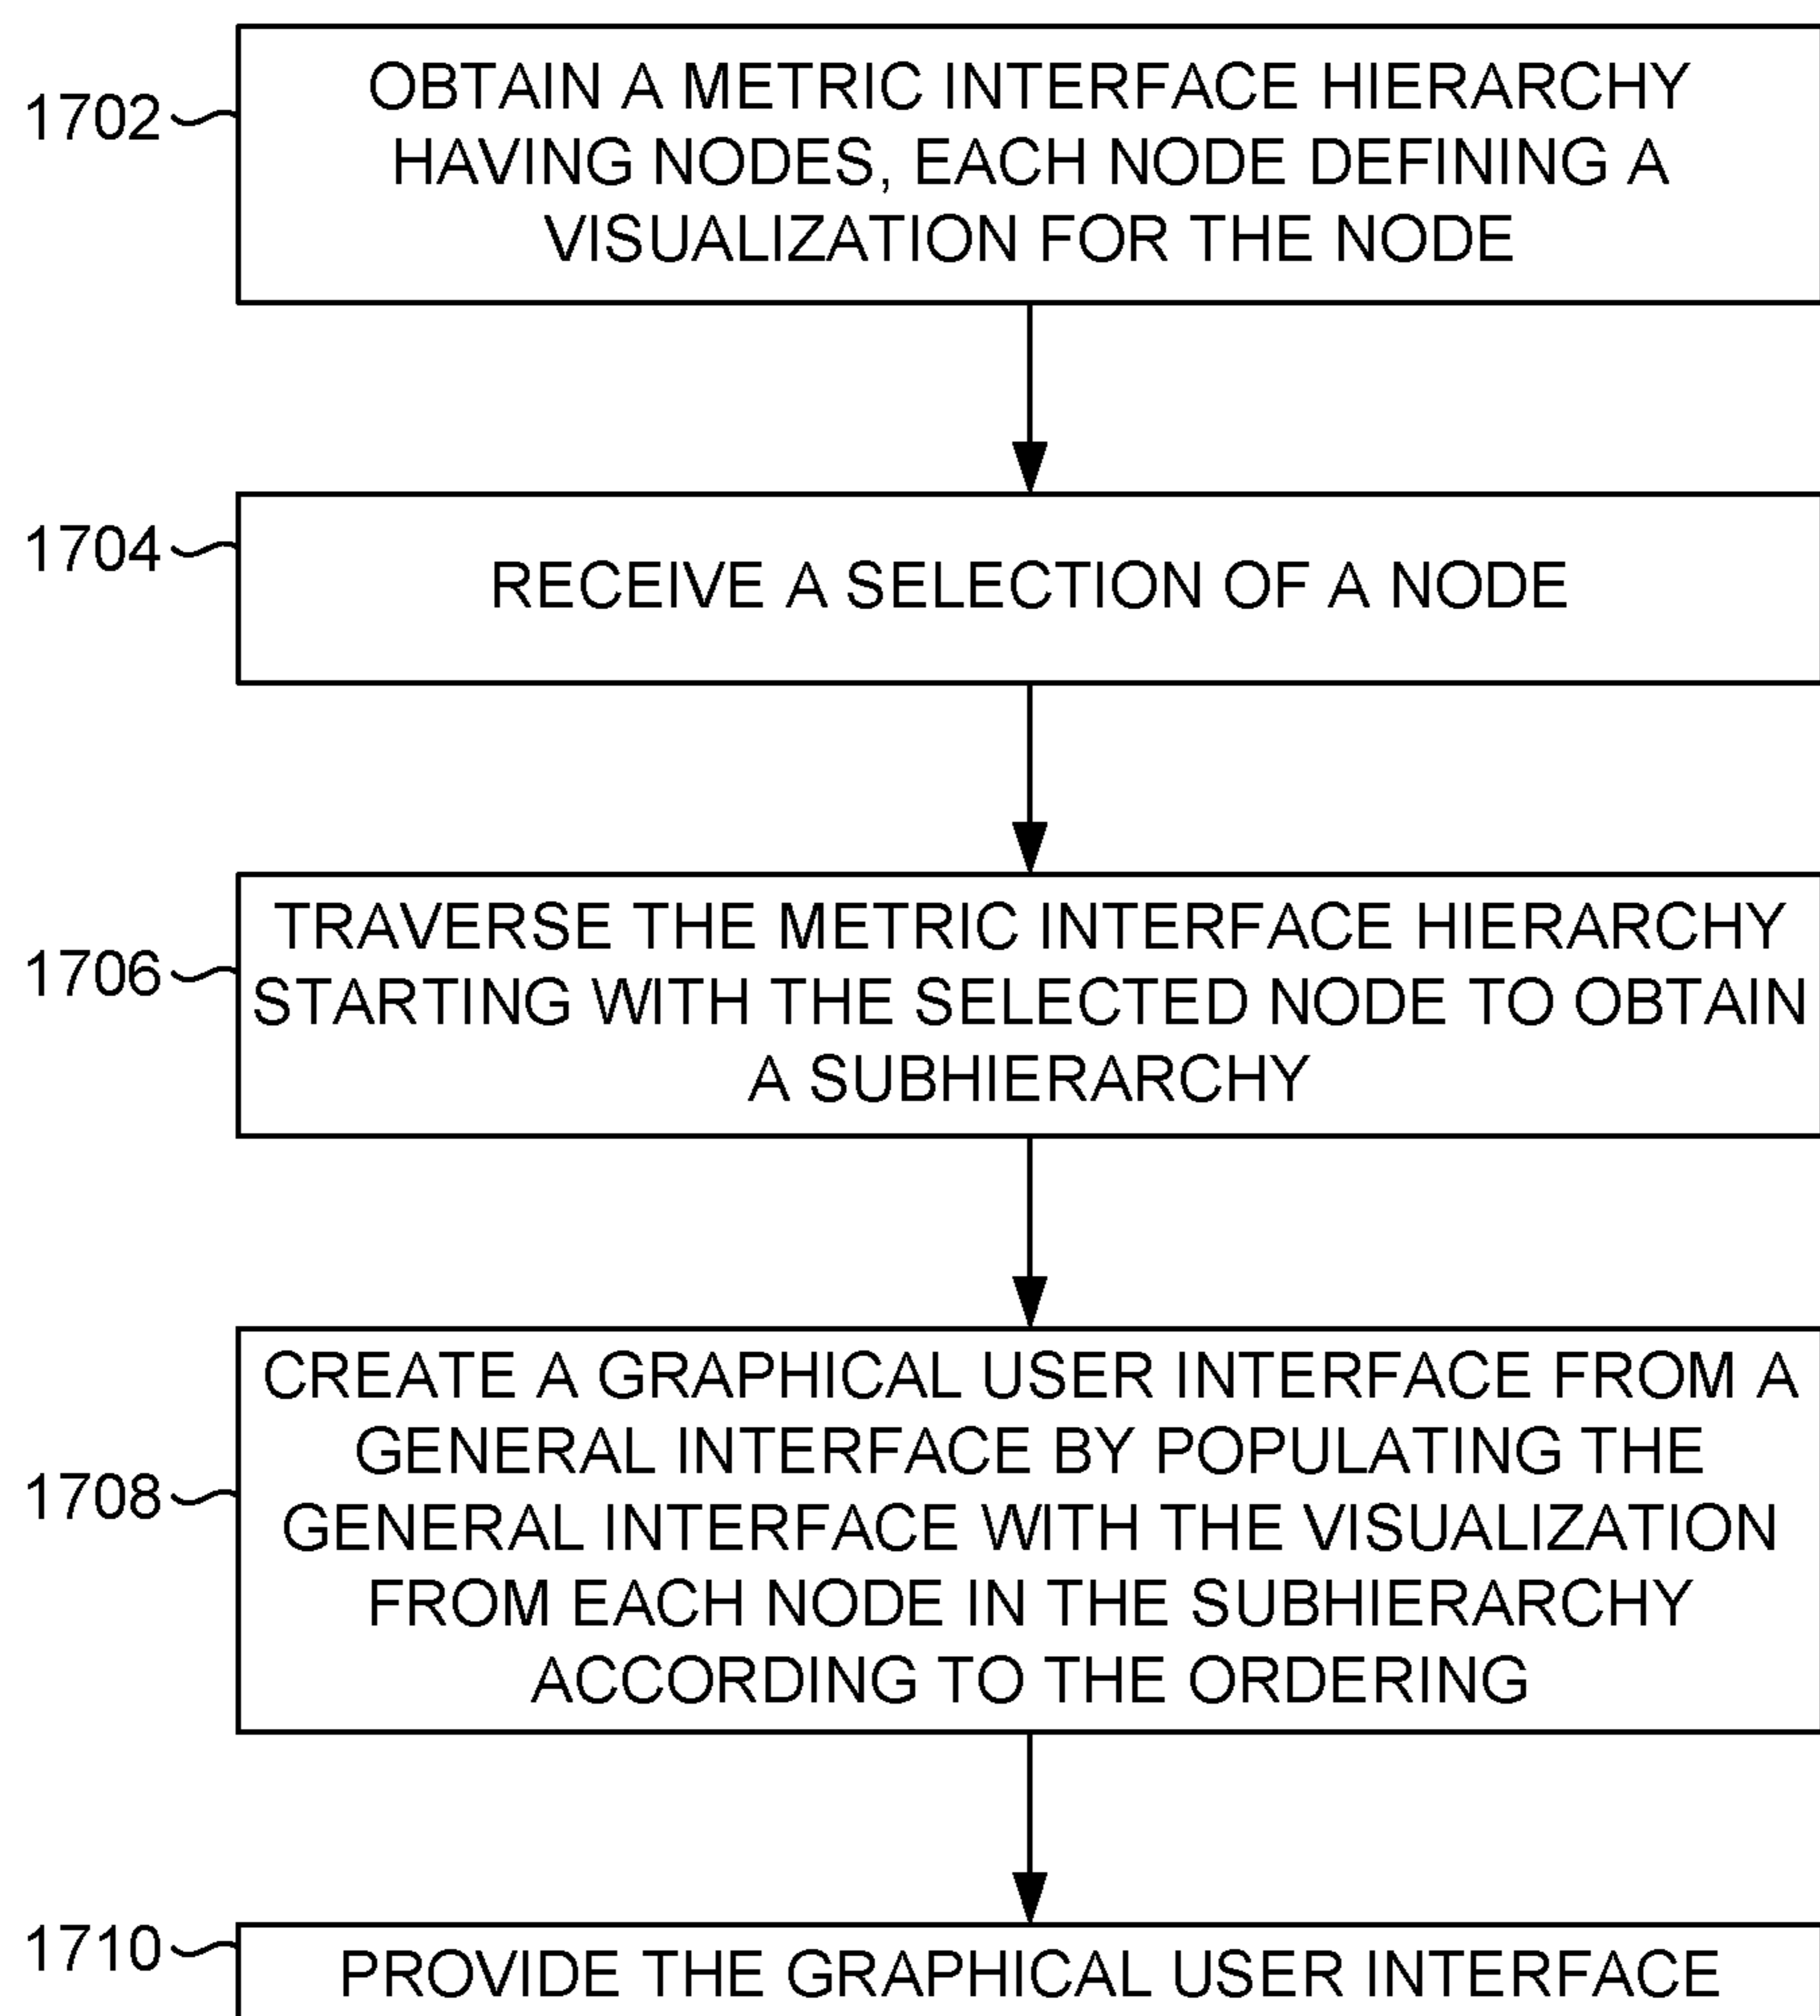 1702
OBTAIN A METRIC INTERFACE HIERARCHY
HAVING NODES, EACH NODE DEFINING A
VISUALIZATION FOR THE NODE
1704
RECEIVE A SELECTION OF A NODE
1706
TRAVERSE THE METRIC INTERFACE HIERARCHY
STARTING WITH THE SELECTED NODE TO OBTAIN
A SUBHIERARCHY
1708
CREATE A GRAPHICAL USER INTERFACE FROM A
GENERAL INTERFACE BY POPULATING THE
GENERAL INTERFACE WITH THE VISUALIZATION
FROM EACH NODE IN THE SUBHIERARCHY
ACCORDING TO THE ORDERING
1710
PROVIDE THE GRAPHICAL USER INTERFACE